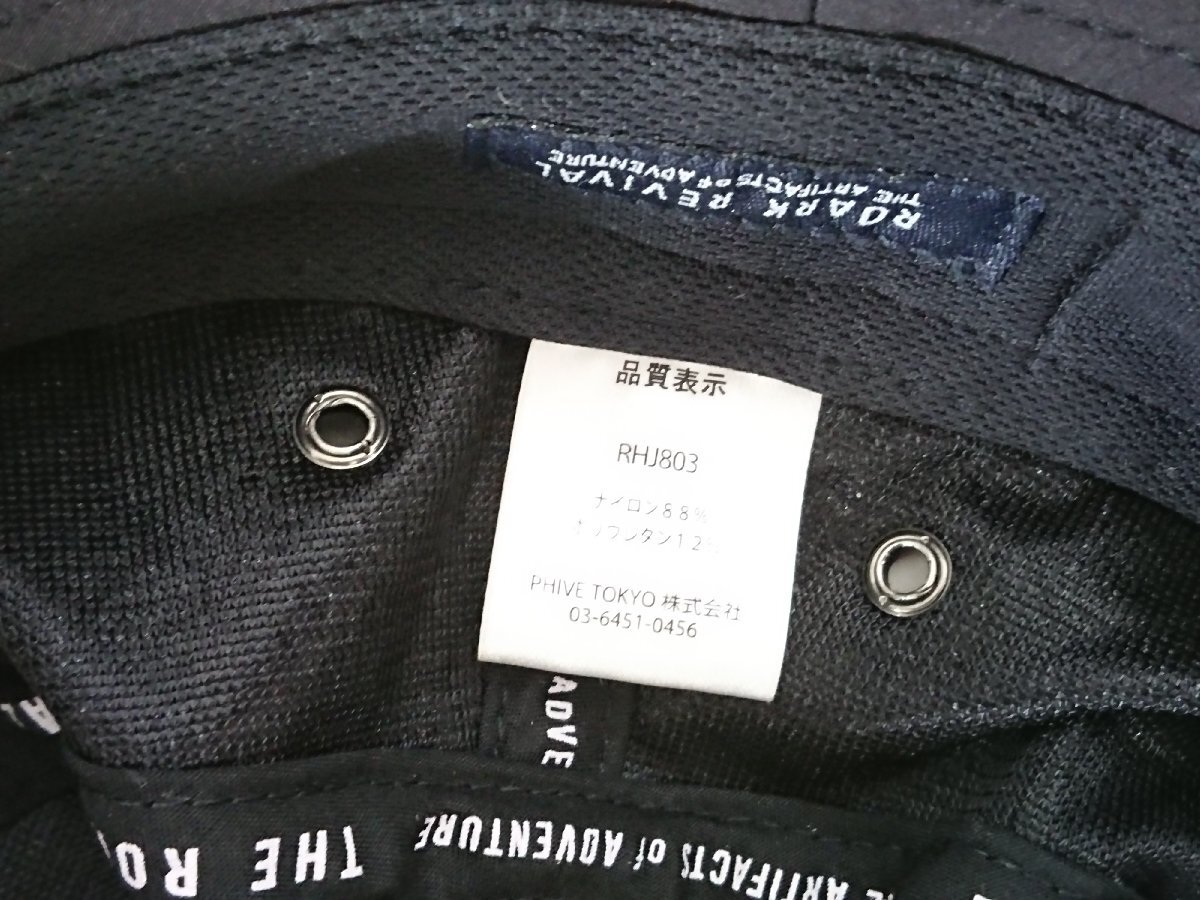 ROARK REVIVAL
THE ARTIFACTS OF ADVENTURE
品質表示
RHJ803
ナイロン88%
ポリウレタン12%
PHIVE TOKYO 株式会社
03-6451-0456
ADVE
THE
ARTIFACTS of ADVENTURE